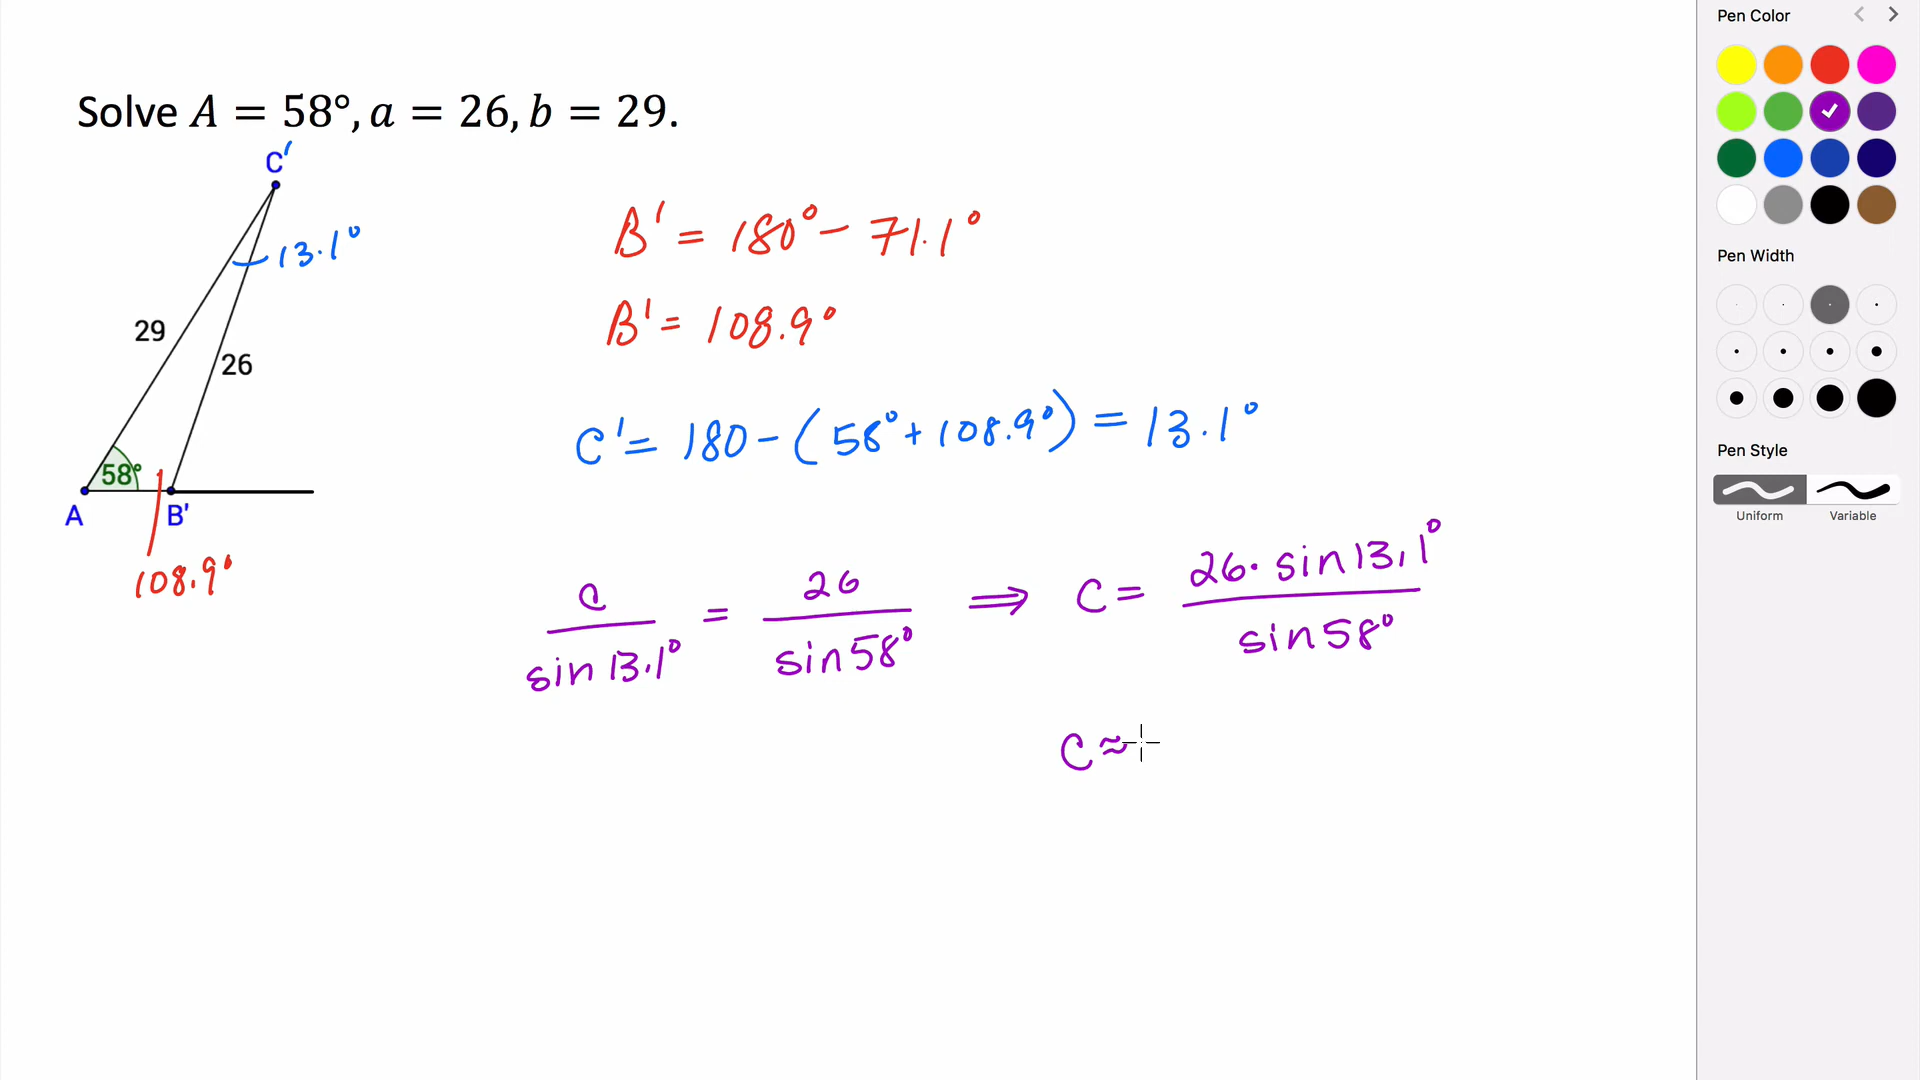 Solve A = 58°, a = 26, b = 29.
C'
13.1°
29
26
58°
A
B'
108.9°
B' = 180° - 71.1°
B' = 108.9°
C' = 180 - (58° + 108.9°) = 13.1°
c / sin 13.1° = 26 / sin 58° ⟹ c = 26 · sin 13.1° / sin 58°
c ≈
Pen Color
Pen Width
Pen Style
Uniform
Variable